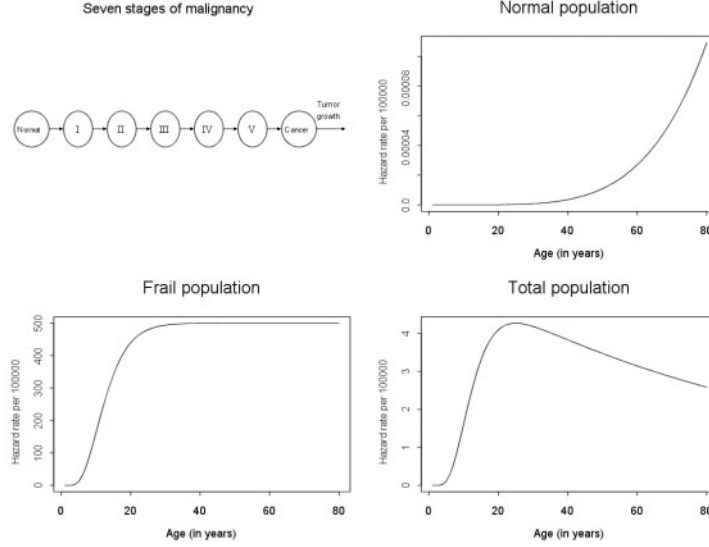 Seven stages of malignancy
Normal
I
II
III
IV
V
Cancer
Tumor
growth
Normal population
Hazard rate per 100000
0.00008
0.00004
0.0
0 20 40 60 80
Age (in years)
Frail population
Hazard rate per 100000
500
400
300
200
100
0
0 20 40 60 80
Age (in years)
Total population
Hazard rate per 100000
4
3
2
1
0
0 20 40 60 80
Age (in years)